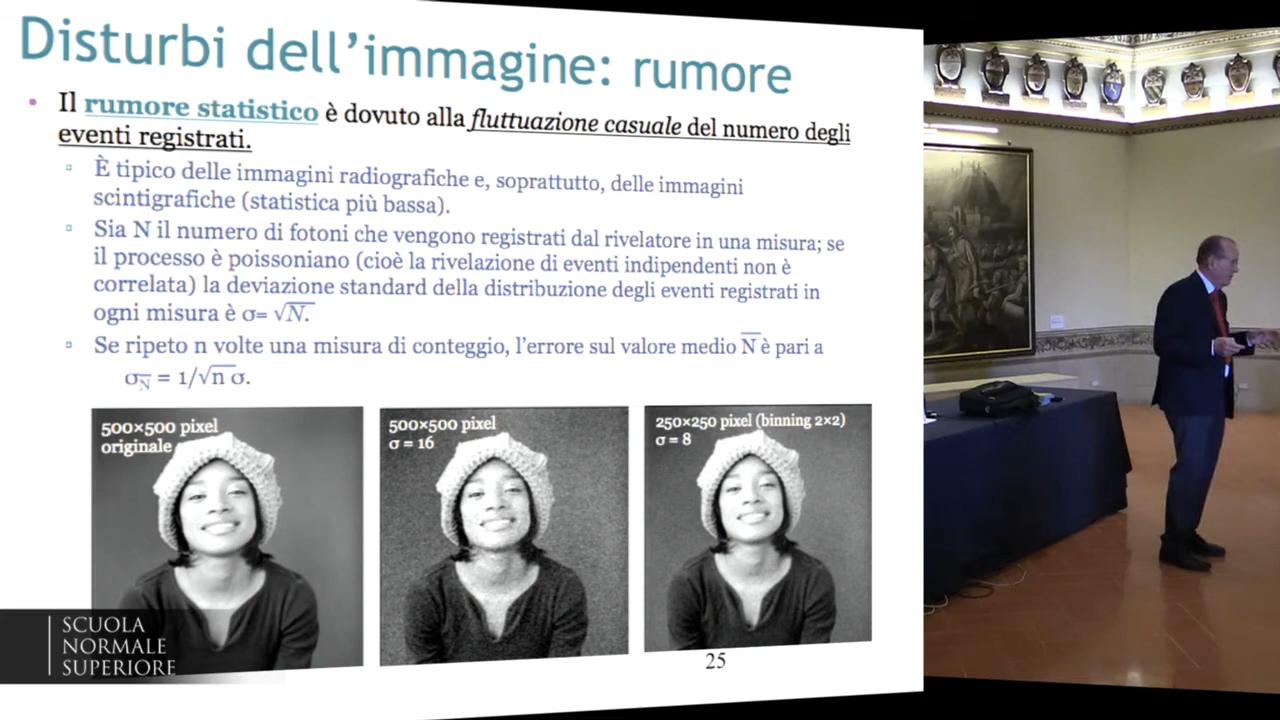 Disturbi dell'immagine: rumore
• Il rumore statistico è dovuto alla fluttuazione casuale del numero degli
eventi registrati.
▫ È tipico delle immagini radiografiche e, soprattutto, delle immagini
scintigrafiche (statistica più bassa).
▫ Sia N il numero di fotoni che vengono registrati dal rivelatore in una misura; se
il processo è poissoniano (cioè la rivelazione di eventi indipendenti non è
correlata) la deviazione standard della distribuzione degli eventi registrati in
ogni misura è σ= √N.
▫ Se ripeto n volte una misura di conteggio, l'errore sul valore medio N̅ è pari a
σN̅ = 1/√n σ.
500×500 pixel
originale
500×500 pixel
σ = 16
250×250 pixel (binning 2×2)
σ = 8
SCUOLA
NORMALE
SUPERIORE
25